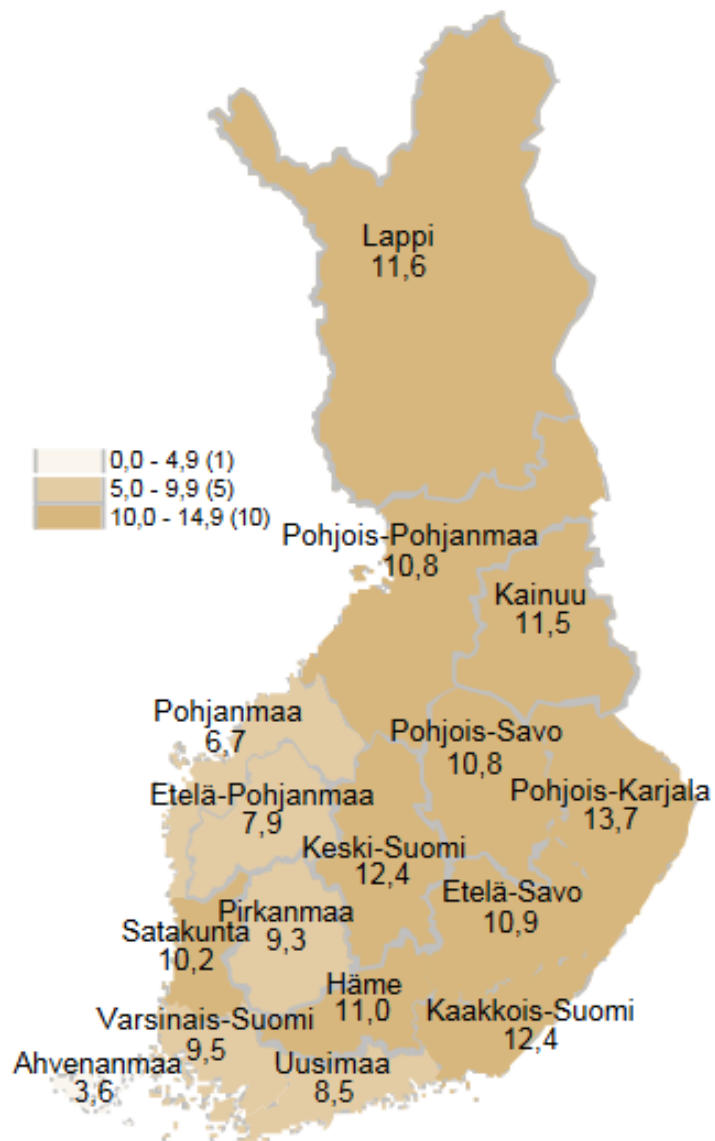 Lappi
11,6
0,0 - 4,9 (1)
5,0 - 9,9 (5)
10,0 - 14,9 (10)
Pohjois-Pohjanmaa
10,8
Kainuu
11,5
Pohjanmaa
6,7
Pohjois-Savo
10,8
Pohjois-Karjala
13,7
Etelä-Pohjanmaa
7,9
Keski-Suomi
12,4
Etelä-Savo
10,9
Pirkanmaa
9,3
Satakunta
10,2
Häme
11,0
Kaakkois-Suomi
12,4
Varsinais-Suomi
9,5
Ahvenanmaa
3,6
Uusimaa
8,5